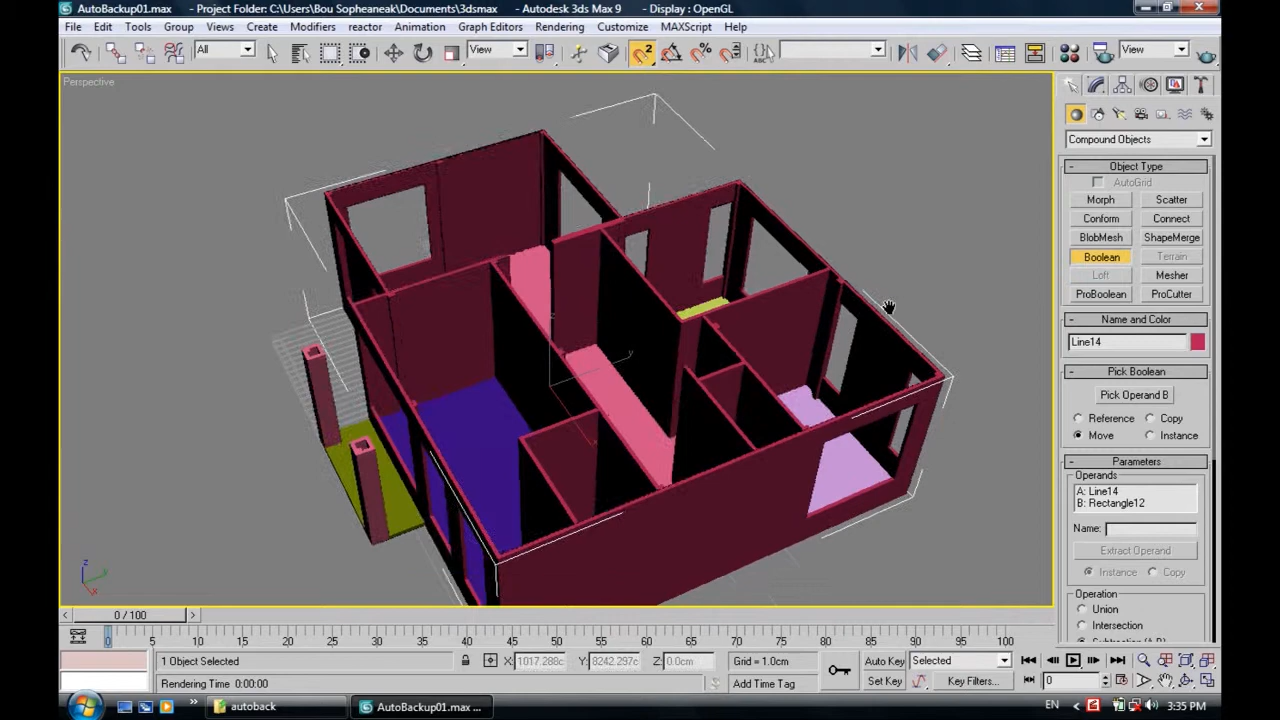 AutoBackup01.max - Project Folder: C:\Users\Bou Sopheaneak\Documents\3dsmax - Autodesk 3ds Max 9 - Display : OpenGL
File Edit Tools Group Views Create Modifiers reactor Animation Graph Editors Rendering Customize MAXScript Help
All View 2 % ABC View
Perspective
Compound Objects
- Object Type
AutoGrid
Morph Scatter
Conform Connect
BlobMesh ShapeMerge
Boolean Terrain
Loft Mesher
ProBoolean ProCutter
- Name and Color
Line14
- Pick Boolean
Pick Operand B
Reference Copy
Move Instance
- Parameters
Operands
A: Line14
B: Rectangle12
Name:
Extract Operand
Instance Copy
Operation
Union
Intersection
Subtraction (A-B)
z y x
z y x
< 0 / 100 >
0 5 10 15 20 25 30 35 40 45 50 55 60 65 70 75 80 85 90 95 100
1 Object Selected X: 1017.288c Y: 8242.297c Z: 0.0cm Grid = 1.0cm Auto Key Selected
Rendering Time 0:00:00 Add Time Tag Set Key Key Filters... 0
autoback AutoBackup01.max ... EN 3:35 PM